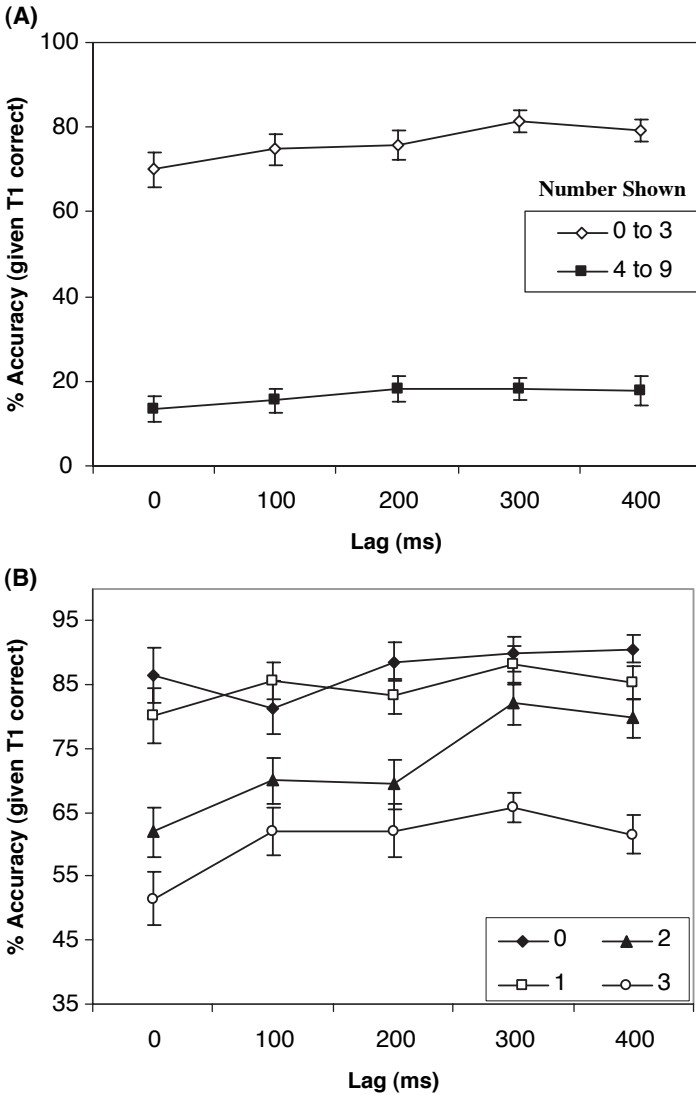 (A)
100
80
60
40
20
0
% Accuracy (given T1 correct)
Number Shown
0 to 3
4 to 9
0 100 200 300 400
Lag (ms)
(B)
95
85
75
65
55
45
35
% Accuracy (given T1 correct)
0 2
1 3
0 100 200 300 400
Lag (ms)